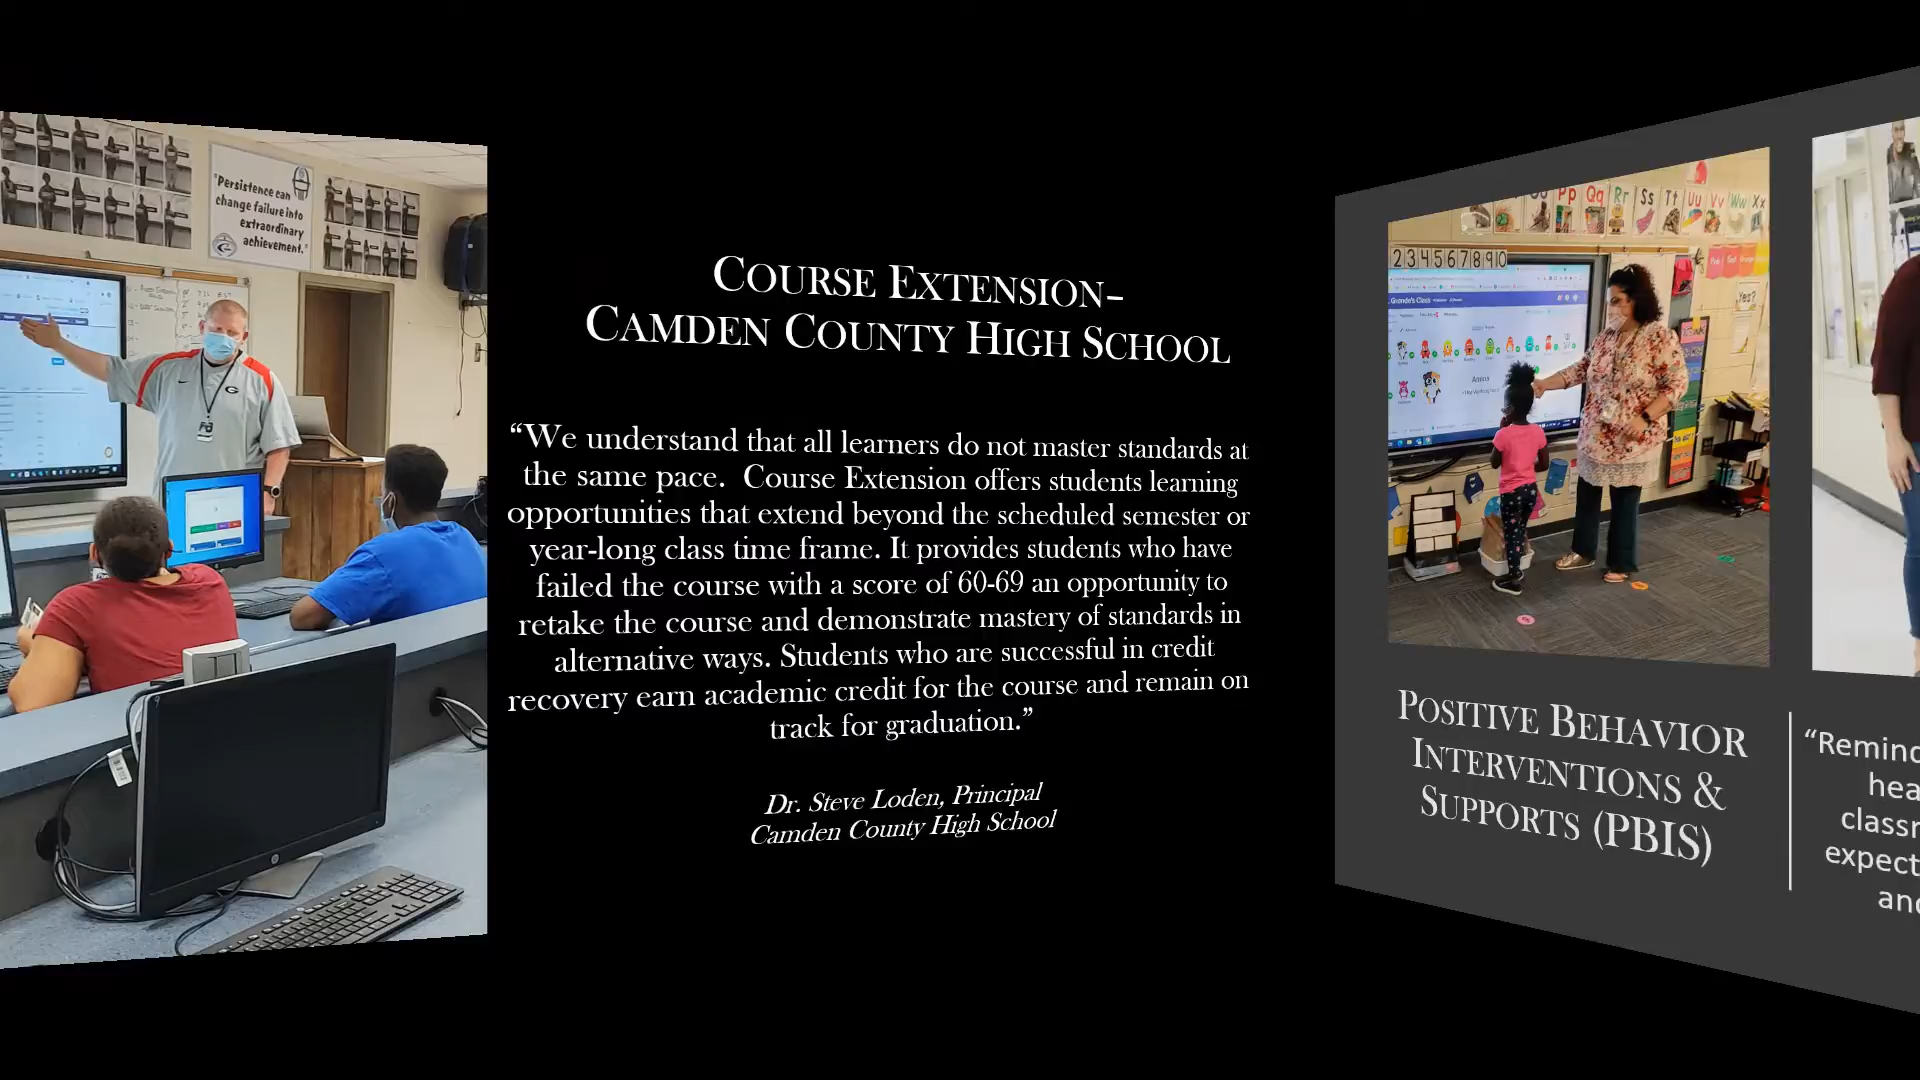 "Persistence can
change failure into
extraordinary
achievement."
G
COURSE EXTENSION–
CAMDEN COUNTY HIGH SCHOOL
“We understand that all learners do not master standards at
the same pace.  Course Extension offers students learning
opportunities that extend beyond the scheduled semester or
year-long class time frame. It provides students who have
failed the course with a score of 60-69 an opportunity to
retake the course and demonstrate mastery of standards in
alternative ways. Students who are successful in credit
recovery earn academic credit for the course and remain on
track for graduation.”
Dr. Steve Loden, Principal
Camden County High School
Pp Qq Rr Ss Tt Uu Vv Ww Xx
2 3 4 5 6 7 8 9 10
Yes?
POSITIVE BEHAVIOR
INTERVENTIONS &
SUPPORTS (PBIS)
“Remind
hea
classr
expect
and